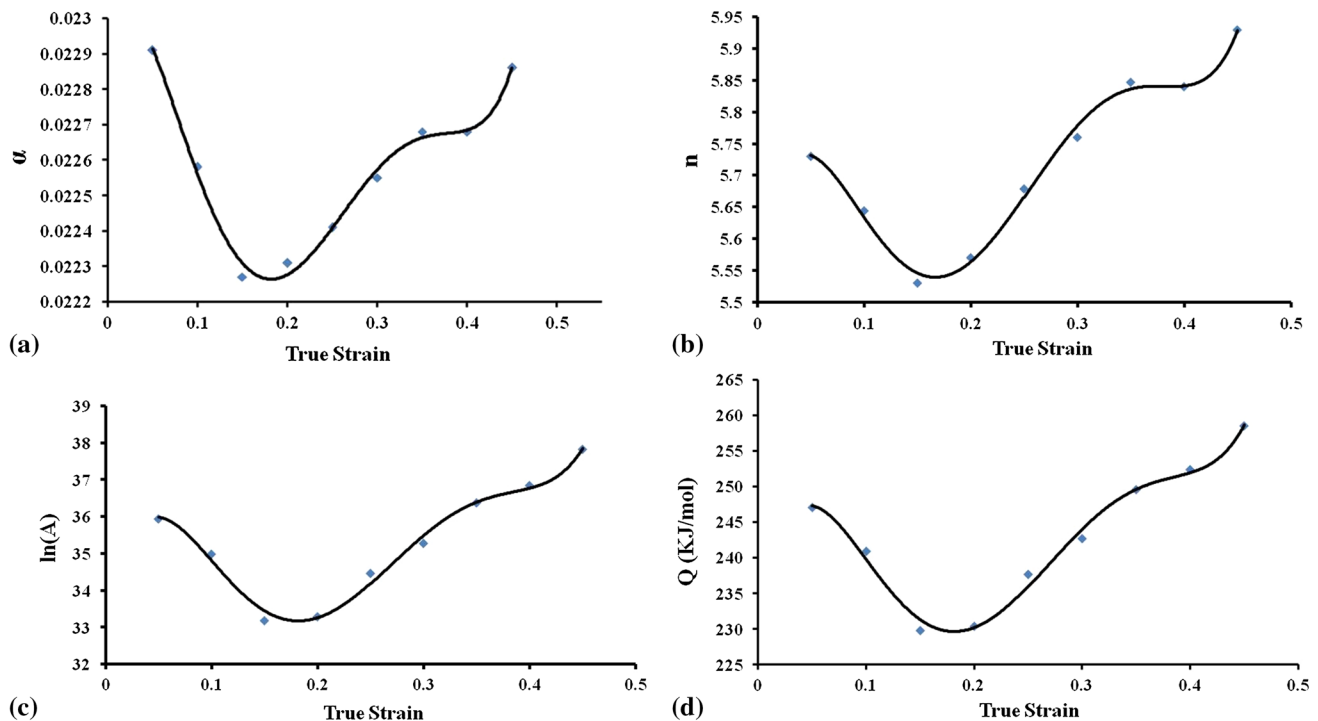 0.023
0.0229
0.0228
0.0227
0.0226
0.0225
0.0224
0.0223
0.0222
α
0 0.1 0.2 0.3 0.4 0.5
True Strain
(a)
5.95
5.9
5.85
5.8
5.75
5.7
5.65
5.6
5.55
5.5
n
0 0.1 0.2 0.3 0.4 0.5
True Strain
(b)
39
38
37
36
35
34
33
32
ln(A)
0 0.1 0.2 0.3 0.4 0.5
True Strain
(c)
265
260
255
250
245
240
235
230
225
Q (KJ/mol)
0 0.1 0.2 0.3 0.4 0.5
True Strain
(d)